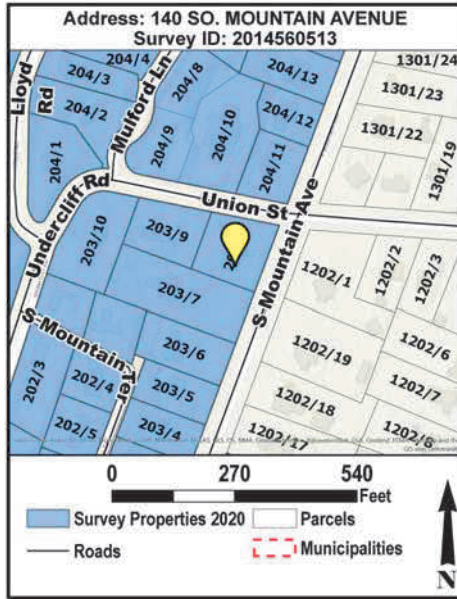 Address: 140 SO. MOUNTAIN AVENUE
Survey ID: 2014560513
Lloyd Rd
204/4
204/3
204/2
204/1
Mulford Ln
204/8
204/9
204/10
204/13
204/12
204/11
1301/24
1301/23
1301/22
1301/19
Undercliff Rd
Union St
S Mountain Ave
203/10
203/9
203/7
203/6
203/5
203/4
S Mountain Ter
202/3
202/4
202/5
1202/1
1202/2
1202/3
1202/19
1202/6
1202/18
1202/7
1202/17
1202/8
0 270 540
Feet
Survey Properties 2020
Parcels
Roads
Municipalities
N